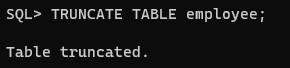 SQL> TRUNCATE TABLE employee;
Table truncated.